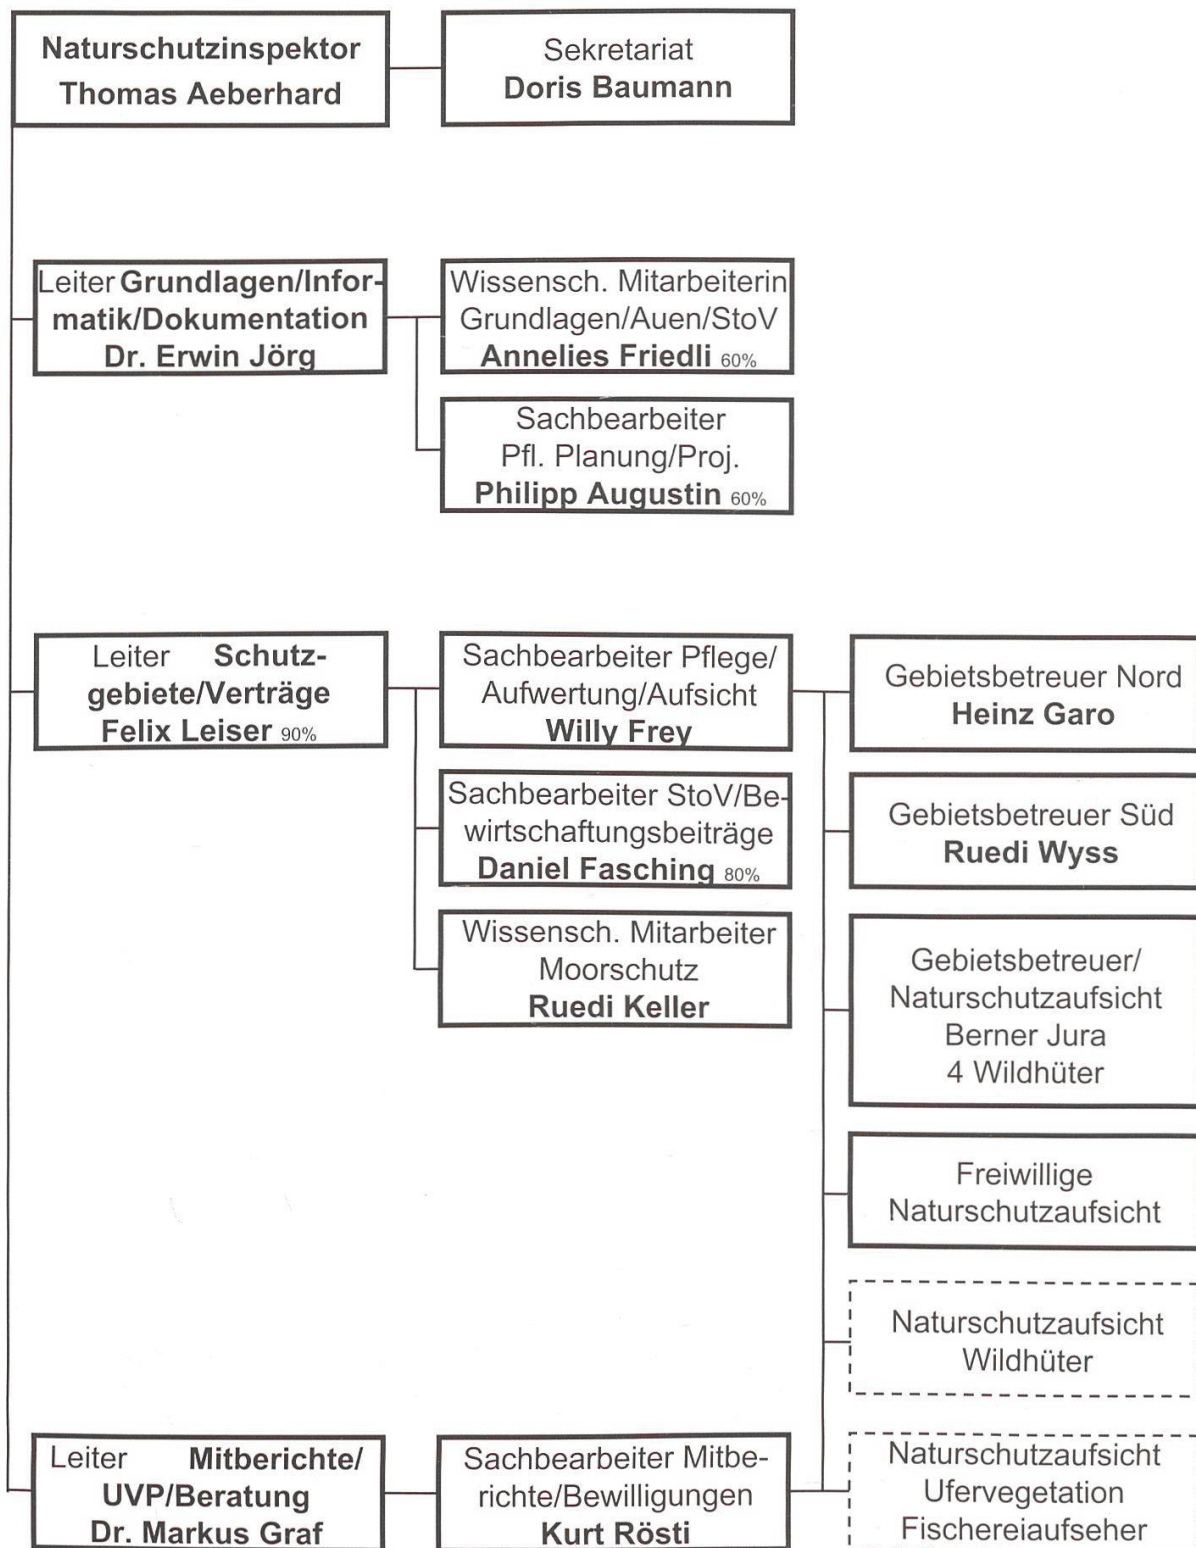 Naturschutzinspektor
Thomas Aeberhard
Sekretariat
Doris Baumann
Leiter Grundlagen/Infor-
matik/Dokumentation
Dr. Erwin Jörg
Wissensch. Mitarbeiterin
Grundlagen/Auen/StoV
Annelies Friedli 60%
Sachbearbeiter
Pfl. Planung/Proj.
Philipp Augustin 60%
Leiter Schutz-
gebiete/Verträge
Felix Leiser 90%
Sachbearbeiter Pflege/
Aufwertung/Aufsicht
Willy Frey
Sachbearbeiter StoV/Be-
wirtschaftungsbeiträge
Daniel Fasching 80%
Wissensch. Mitarbeiter
Moorschutz
Ruedi Keller
Gebietsbetreuer Nord
Heinz Garo
Gebietsbetreuer Süd
Ruedi Wyss
Gebietsbetreuer/
Naturschutzaufsicht
Berner Jura
4 Wildhüter
Freiwillige
Naturschutzaufsicht
Naturschutzaufsicht
Wildhüter
Leiter Mitberichte/
UVP/Beratung
Dr. Markus Graf
Sachbearbeiter Mitbe-
richte/Bewilligungen
Kurt Rösti
Naturschutzaufsicht
Ufervegetation
Fischereiaufseher